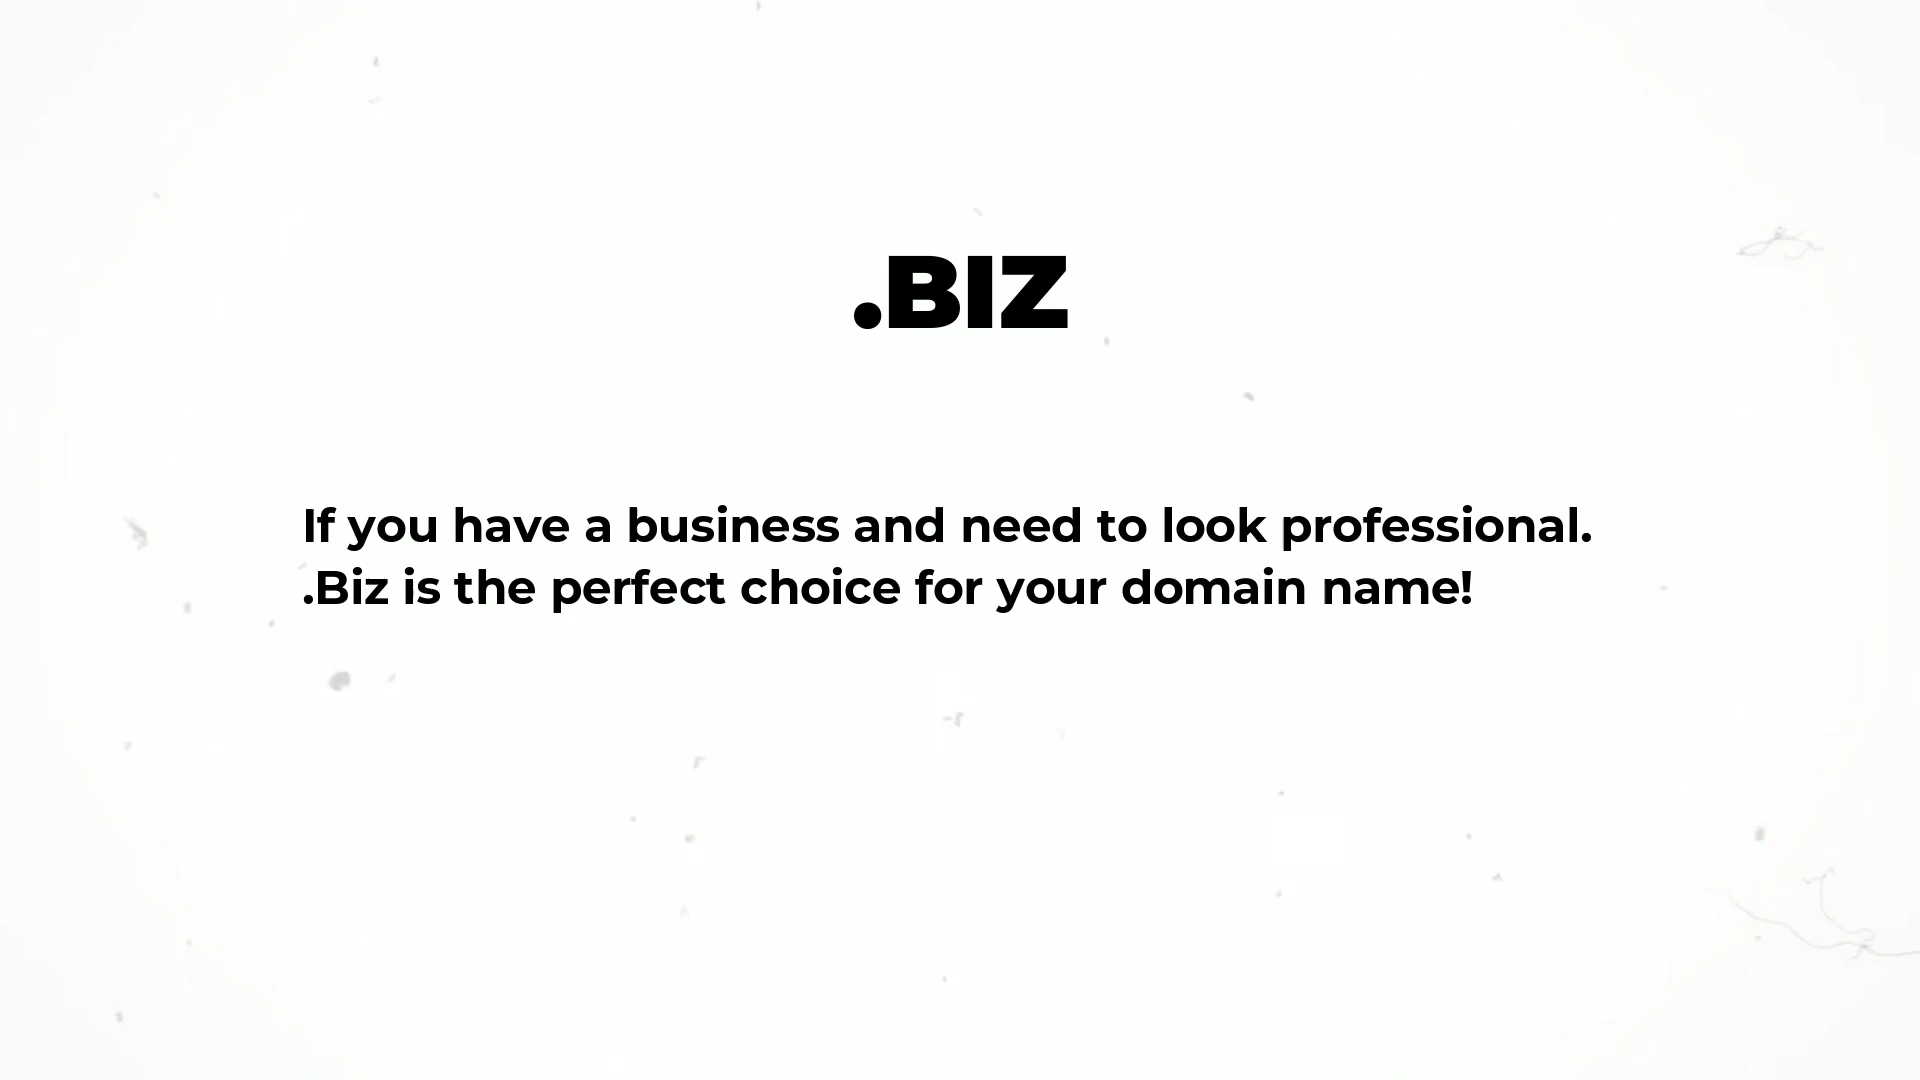 .BIZ
If you have a business and need to look professional.
.Biz is the perfect choice for your domain name!